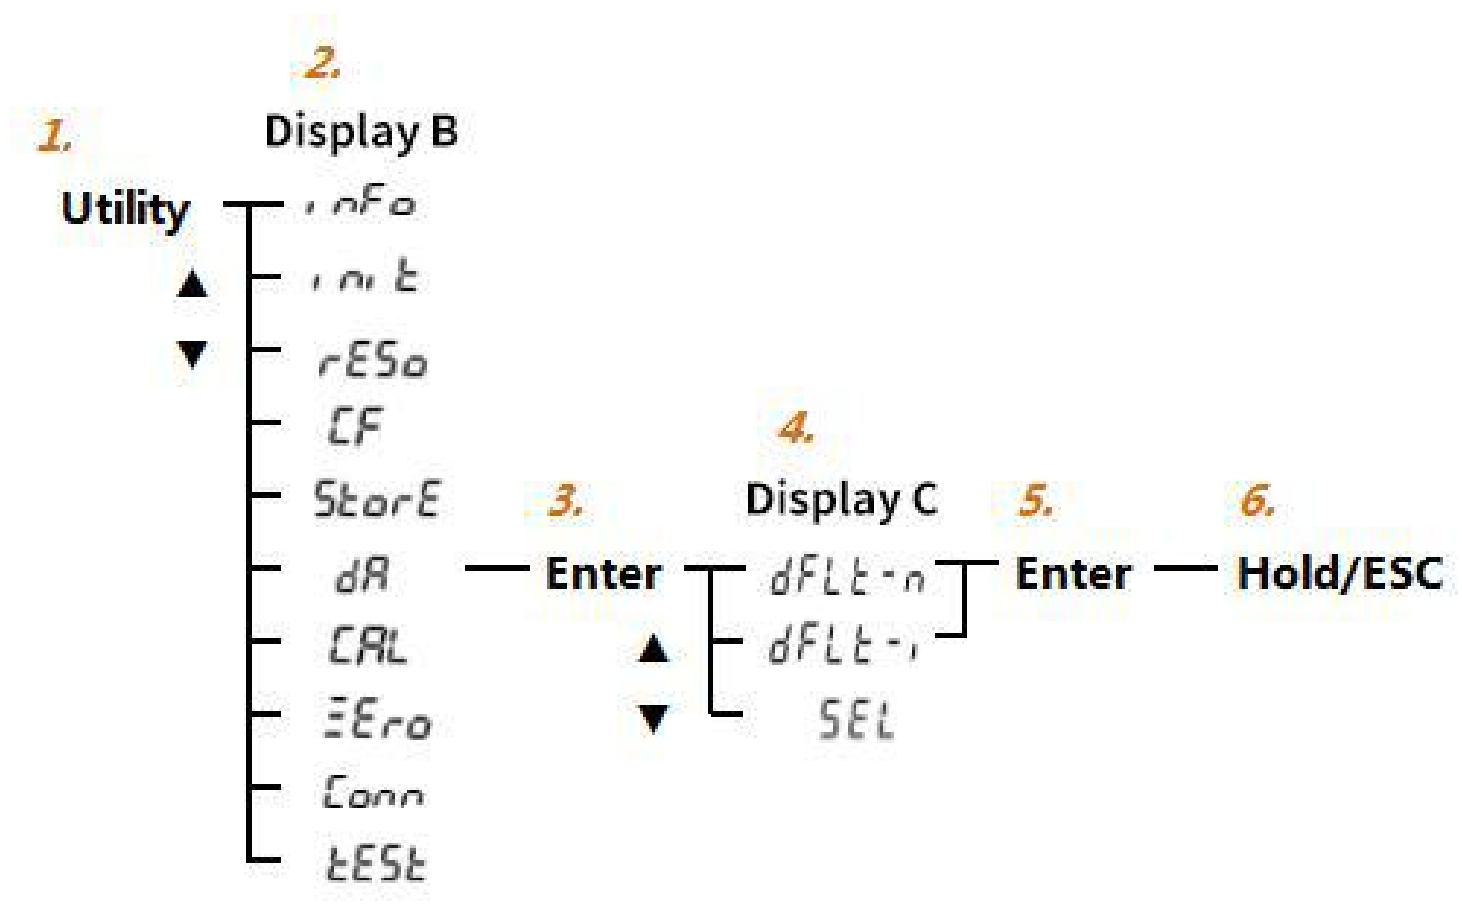 2.
1.
Display B
Utility
inFo
▲
init
▼
rESo
CF
4.
StorE
3.
Display C
5.
6.
dA
Enter
dFLt-n
Enter
Hold/ESC
CAL
▲
dFLt-i
ZEro
▼
SEL
Conn
tESt